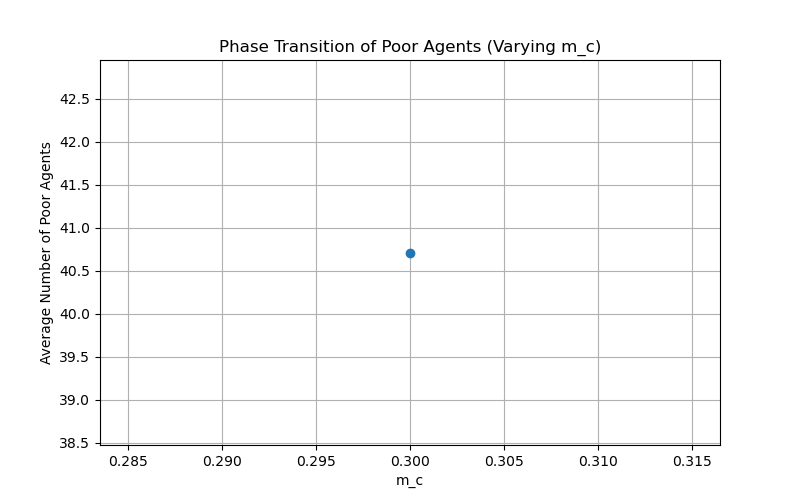 Phase Transition of Poor Agents (Varying m_c)
42.5
42.0
41.5
41.0
40.5
40.0
39.5
39.0
38.5
Average Number of Poor Agents
0.285 0.290 0.295 0.300 0.305 0.310 0.315
m_c